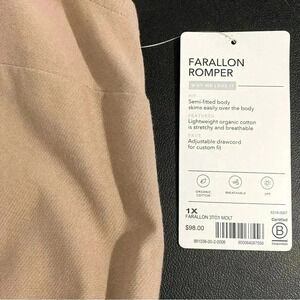 FARALLON
ROMPER
WHY WE LOVE IT
FIT
Semi-fitted body
skims easily over the body
FEATURES
Lightweight organic cotton
is stretchy and breathable
PLUS
Adjustable drawcord
for custom fit
ORGANIC
COTTON
BREATHABLE
UPF
1X
FARALLON
$98.00
Certified
B
Corporation